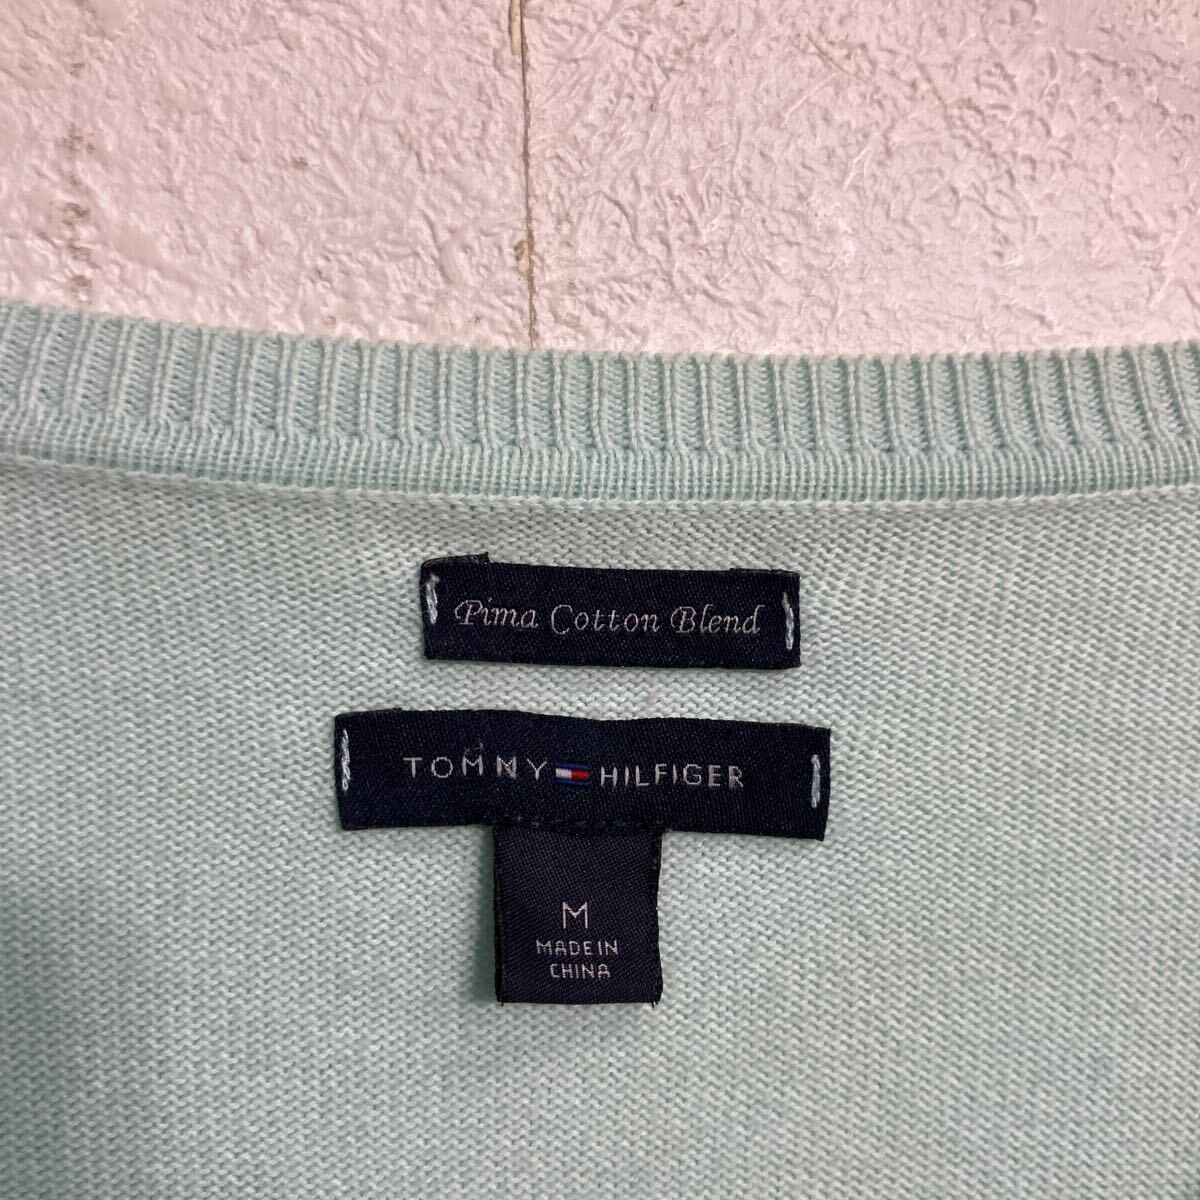 Pima Cotton Blend
TOMMY HILFIGER
M
MADE IN
CHINA